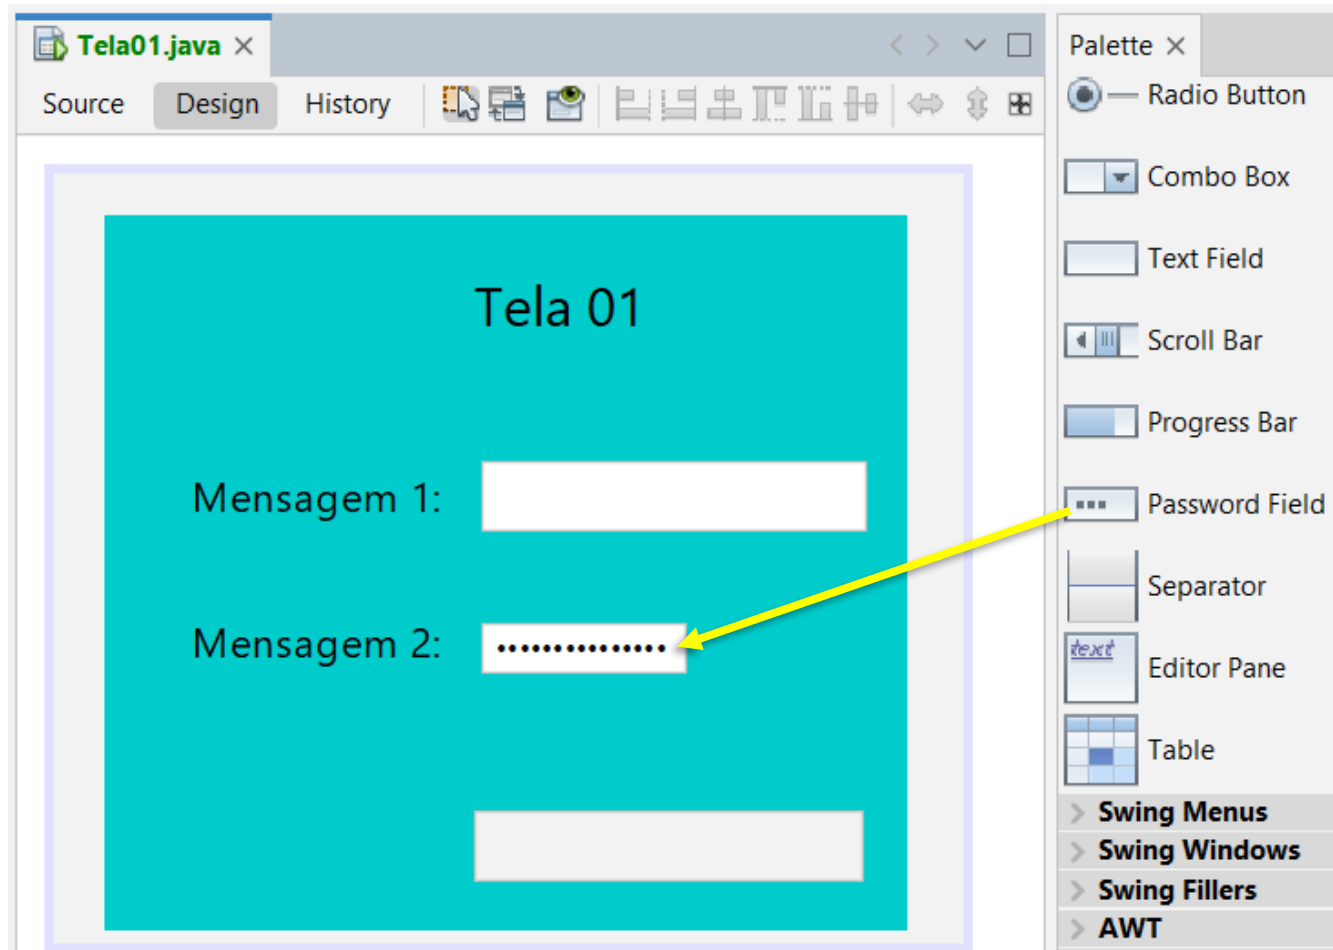 Tela01.java
Palette
Source Design History
Radio Button
Combo Box
Text Field
Scroll Bar
Progress Bar
Password Field
Separator
text
Editor Pane
Table
Swing Menus
Swing Windows
Swing Fillers
AWT
Tela 01
Mensagem 1:
Mensagem 2: